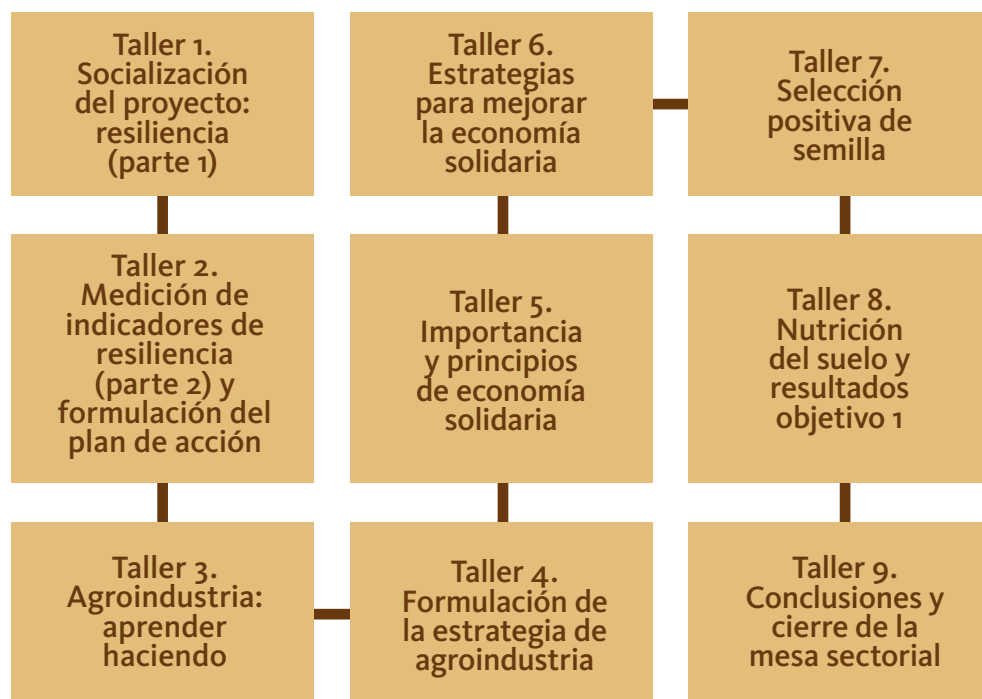 Taller 1.
Socialización
del proyecto:
resiliencia
(parte 1)
Taller 2.
Medición de
indicadores de
resiliencia
(parte 2) y
formulación del
plan de acción
Taller 3.
Agroindustria:
aprender
haciendo
Taller 4.
Formulación de
la estrategia de
agroindustria
Taller 5.
Importancia
y principios
de economía
solidaria
Taller 6.
Estrategias
para mejorar
la economía
solidaria
Taller 7.
Selección
positiva de
semilla
Taller 8.
Nutrición
del suelo y
resultados
objetivo 1
Taller 9.
Conclusiones y
cierre de la
mesa sectorial